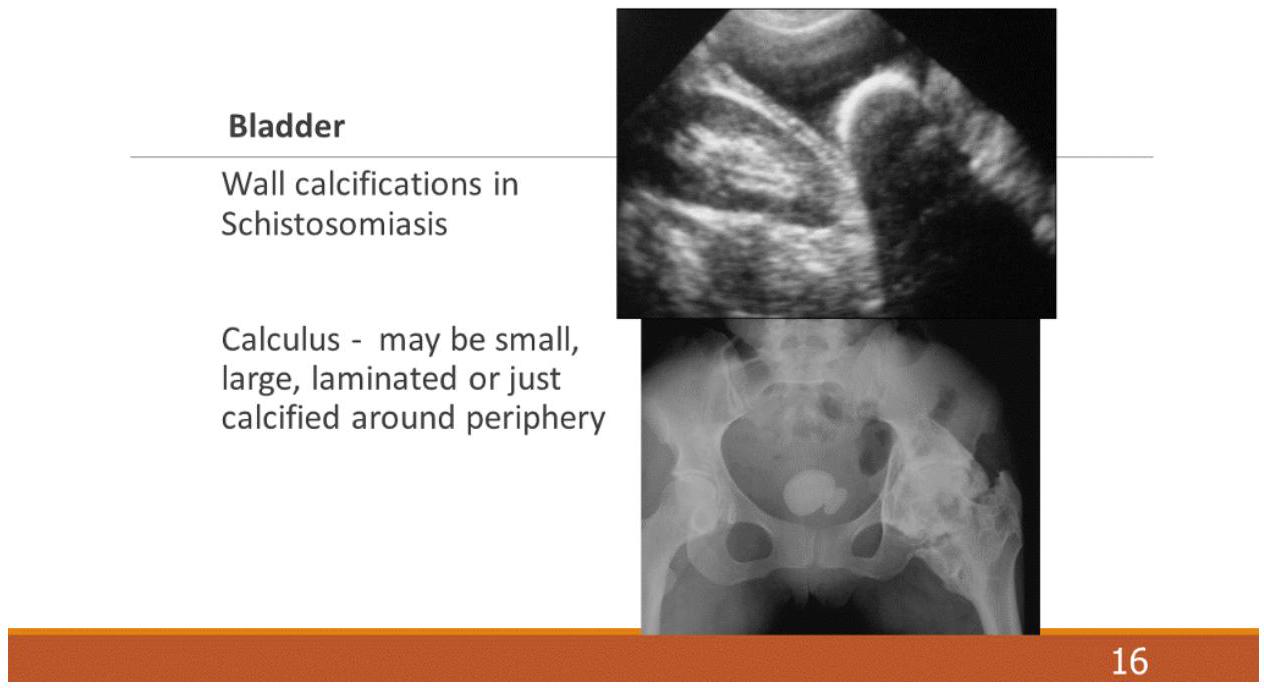 Bladder
Wall calcifications in
Schistosomiasis
Calculus -  may be small,
large, laminated or just
calcified around periphery
16